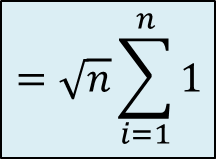 = √n ∑_{i=1}^{n} 1